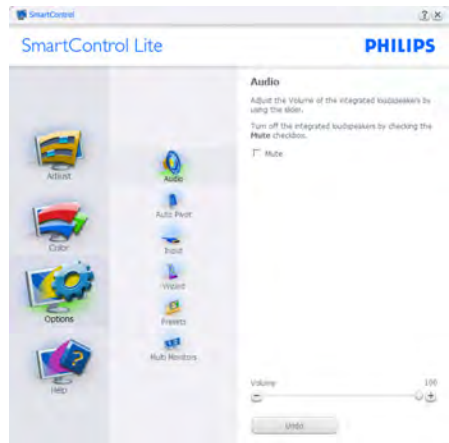 SmartControl
SmartControl Lite
PHILIPS
Adjust
Color
Options
Help
Audio
Auto Pivot
Input
Wizard
Presets
Multi Monitors
Audio
Adjust the Volume of the integrated loudspeakers by
using the slider.
Turn off the integrated loudspeakers by checking the
Mute checkbox.
Mute
Volume 100
Undo